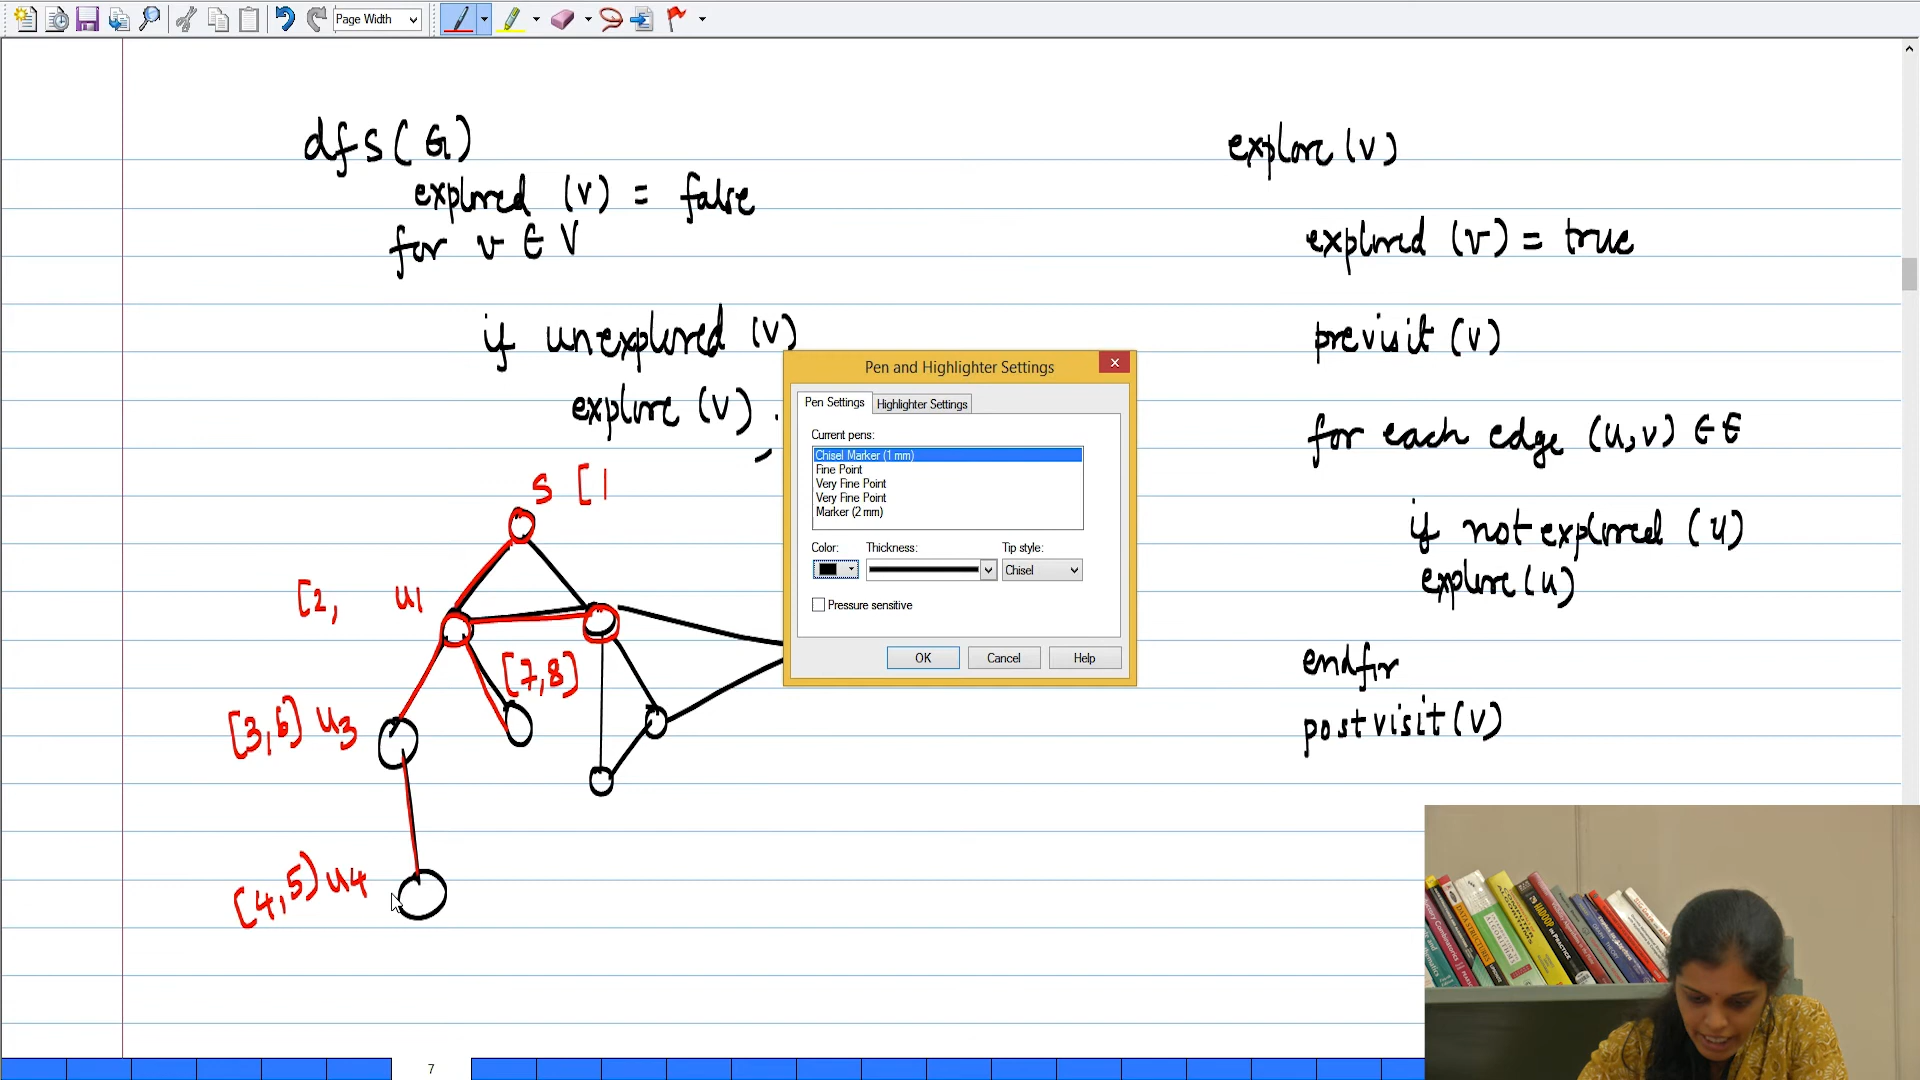 Page Width
dfs(G)
explored (v) = false
for v ∈ V
if unexplored (v)
explore (v)
explore (v)
explored (v) = true
previsit (v)
for each edge (u,v) ∈ E
if not explored (u)
explore (u)
endfor
postvisit (v)
S [1
[2, u1
[7,8]
[3,6] u3
[4,5] u4
Pen and Highlighter Settings
Pen Settings
Highlighter Settings
Current pens:
Chisel Marker (1 mm)
Fine Point
Very Fine Point
Very Fine Point
Marker (2 mm)
Color:
Thickness:
Tip style:
Chisel
Pressure sensitive
OK
Cancel
Help
7